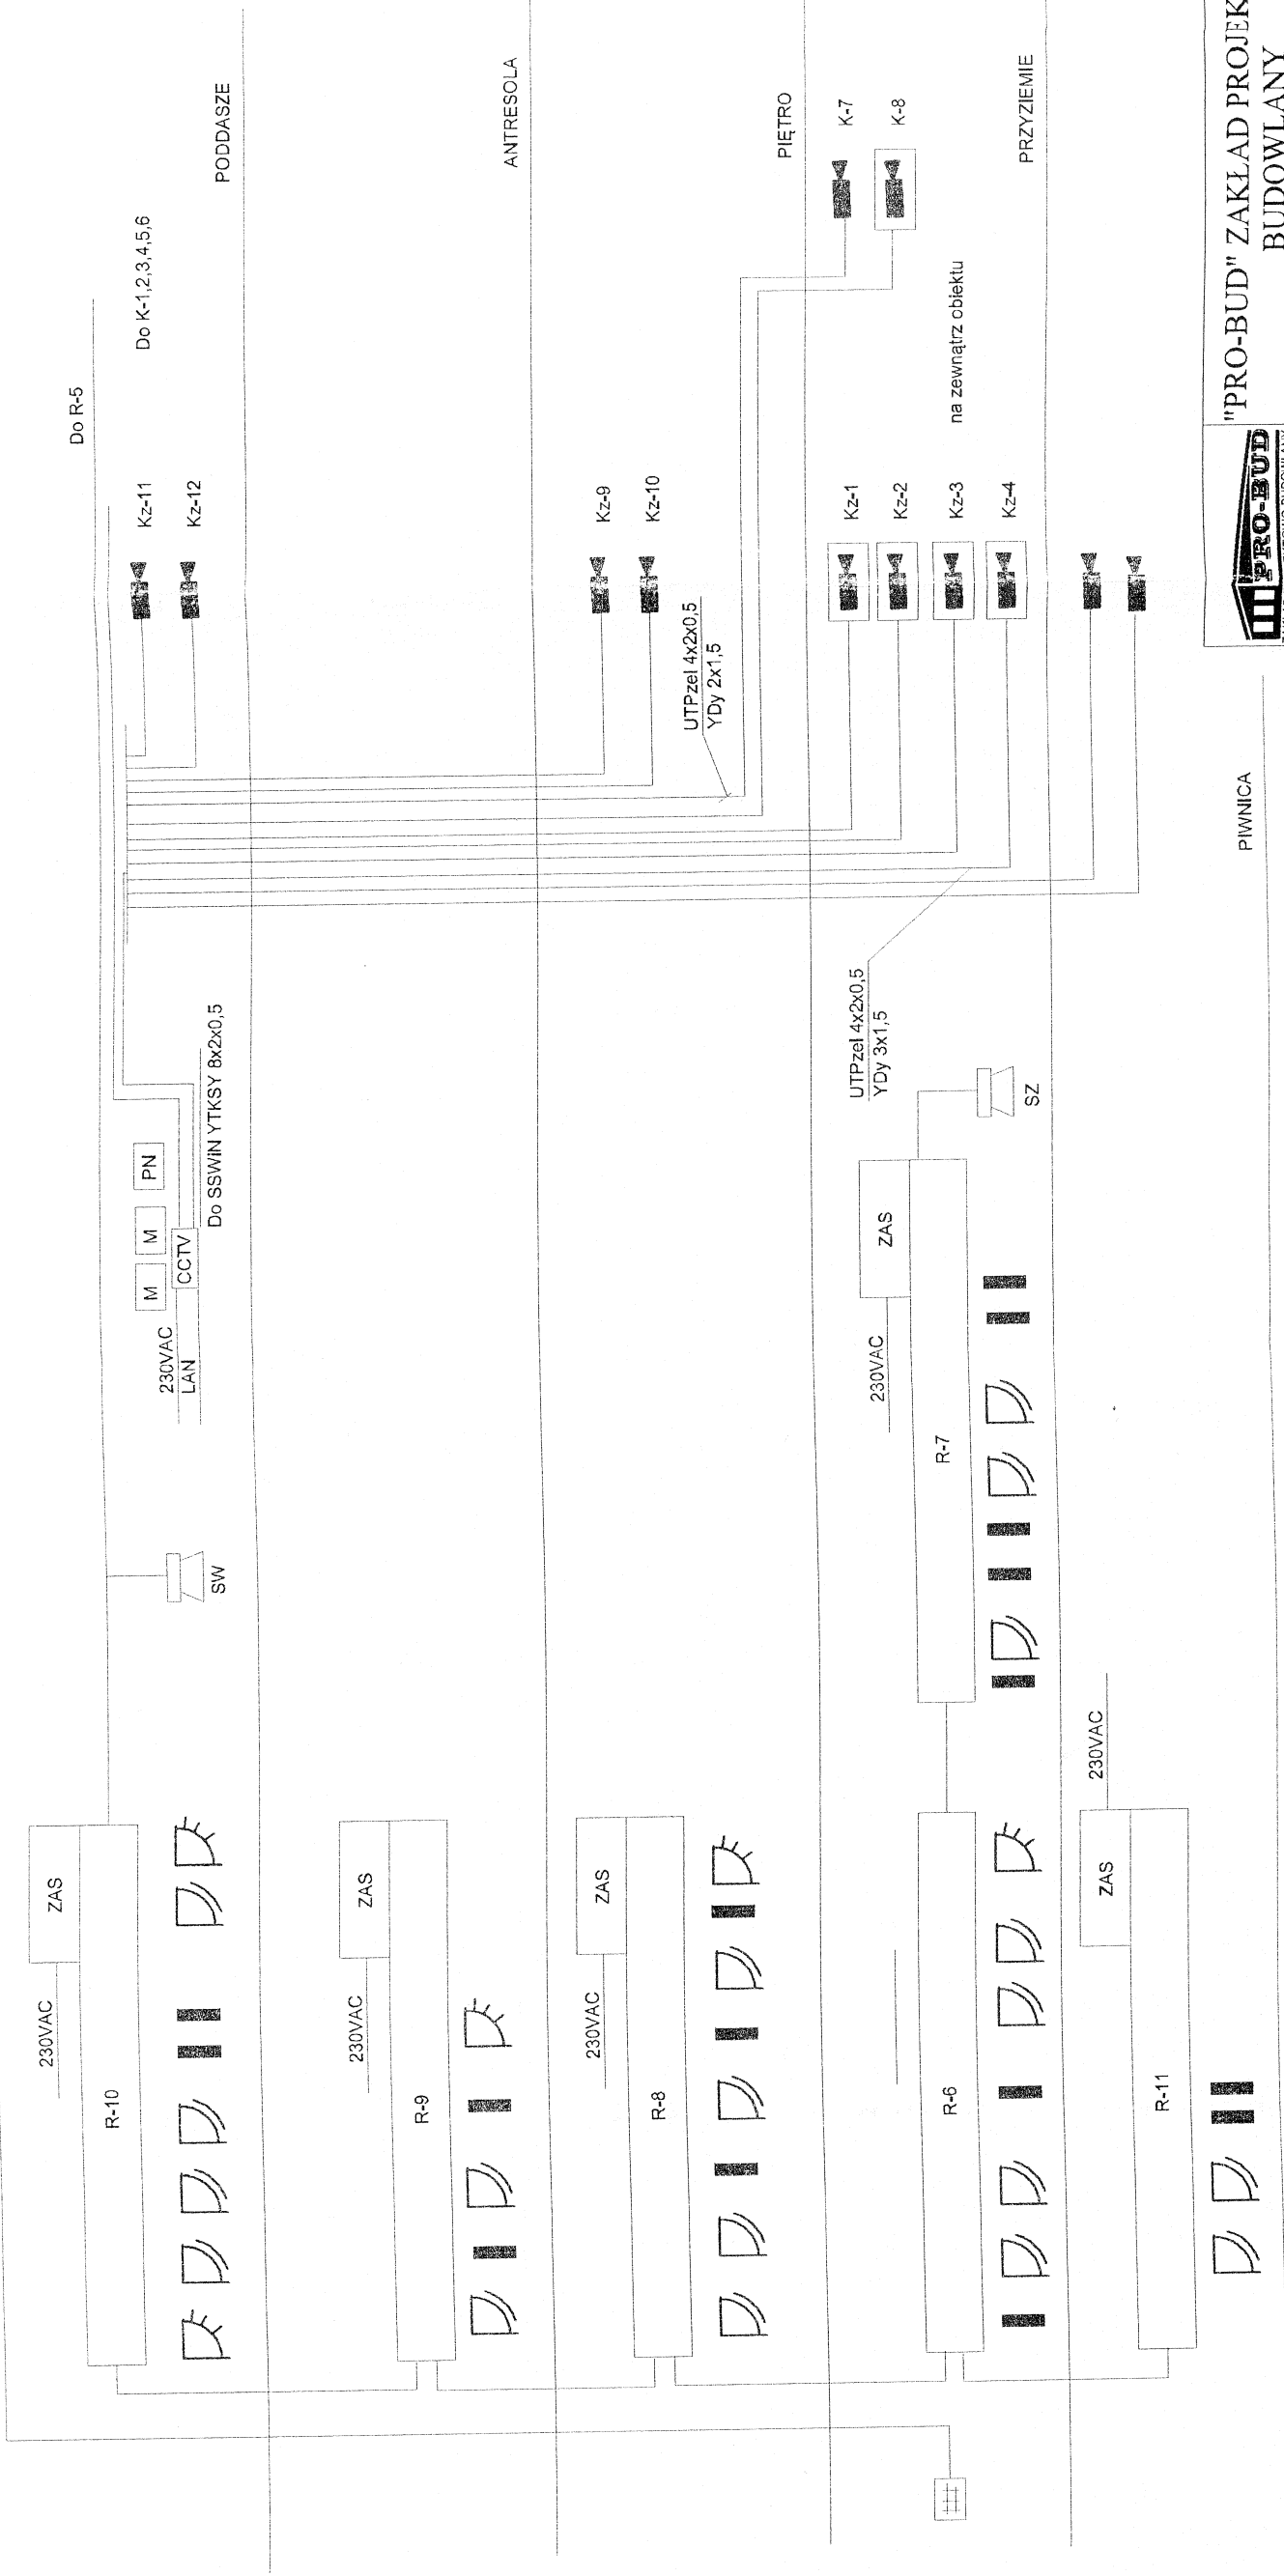 Do R-5
Do K-1,2,3,4,5,6
PODDASZE
Kz-11
Kz-12
Do SSWiN YTKSY 8x2x0,5
M
M
PN
CCTV
230VAC
LAN
SW
230VAC
ZAS
R-10
ANTRESOLA
230VAC
ZAS
R-9
PIĘTRO
Kz-9
Kz-10
UTPzel 4x2x0,5
YDy 2x1,5
230VAC
ZAS
R-8
K-7
K-8
PRZYZIEMIE
na zewnątrz obiektu
Kz-1
Kz-2
Kz-3
Kz-4
UTPzel 4x2x0,5
YDy 3x1,5
SZ
230VAC
ZAS
R-7
R-6
PIWNICA
230VAC
ZAS
R-11
PRO-BUD
"PRO-BUD" ZAKŁAD PROJEK
BUDOWLANY